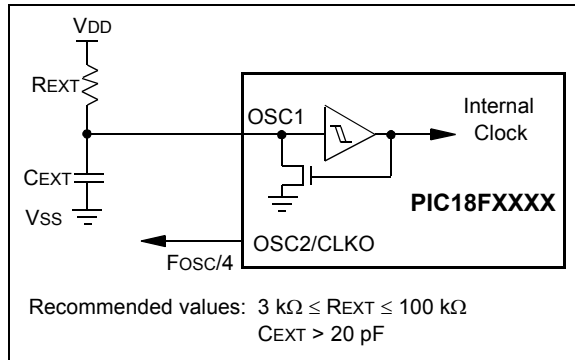 VDD
REXT
OSC1
Internal
Clock
CEXT
PIC18FXXXX
VSS
OSC2/CLKO
FOSC/4
Recommended values: 3 kΩ ≤ REXT ≤ 100 kΩ
CEXT > 20 pF